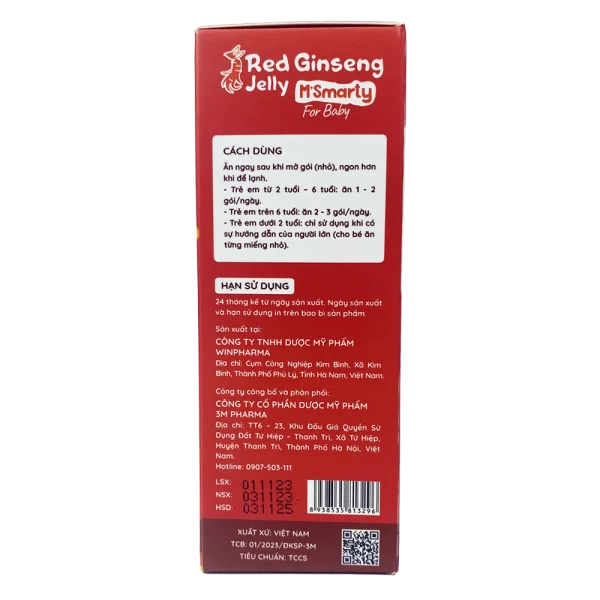 Red Ginseng
Jelly M'Smarty
For Baby
CÁCH DÙNG
Ăn ngay sau khi mở gói (nhỏ), ngon hơn
khi để lạnh.
- Trẻ em từ 2 tuổi – 6 tuổi: ăn 1 - 2
gói/ngày.
- Trẻ em trên 6 tuổi: ăn 2 - 3 gói/ngày.
- Trẻ em dưới 2 tuổi: chỉ sử dụng khi có
sự hướng dẫn của người lớn (cho bé ăn
từng miếng nhỏ).
HẠN SỬ DỤNG
24 tháng kể từ ngày sản xuất. Ngày sản xuất
và hạn sử dụng in trên bao bì sản phẩm.
Sản xuất tại:
CÔNG TY TNHH DƯỢC MỸ PHẨM
WINPHARMA
Địa chỉ: Cụm Công Nghiệp Kim Bình, Xã Kim
Bình, Thành Phố Phủ Lý, Tỉnh Hà Nam, Việt Nam.
Công ty công bố và phân phối:
CÔNG TY CỔ PHẦN DƯỢC MỸ PHẨM
3M PHARMA
Địa chỉ: TT6 – 23, Khu Đấu Giá Quyền Sử
Dụng Đất Tứ Hiệp – Thanh Trì, Xã Tứ Hiệp,
Huyện Thanh Trì, Thành Phố Hà Nội, Việt
Nam.
Hotline: 0907-503-111
LSX: 011123
NSX: 031123
HSD: 031125
8 938535 813296
XUẤT XỨ: VIỆT NAM
TCB: 01/2023/ĐKSP-3M
TIÊU CHUẨN: TCCS